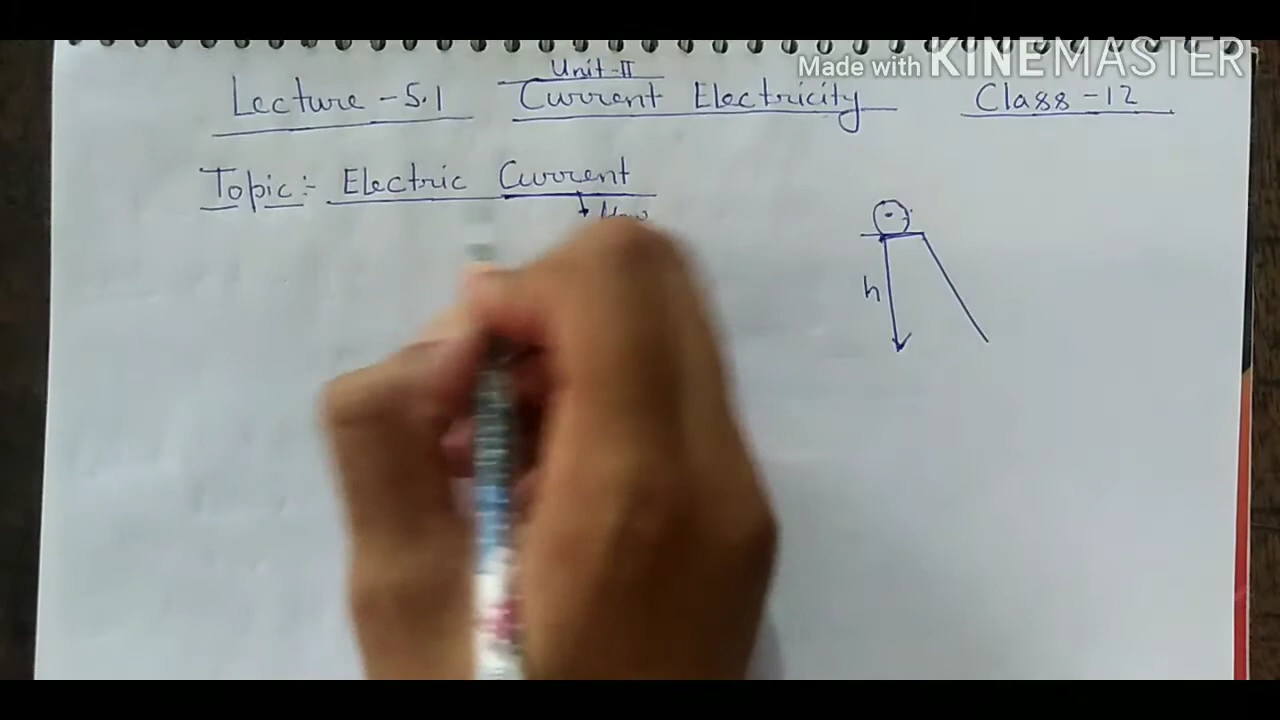 Made with KINEMASTER
Unit-II
Lecture - 5.1 Current Electricity Class - 12
Topic:- Electric Current
h